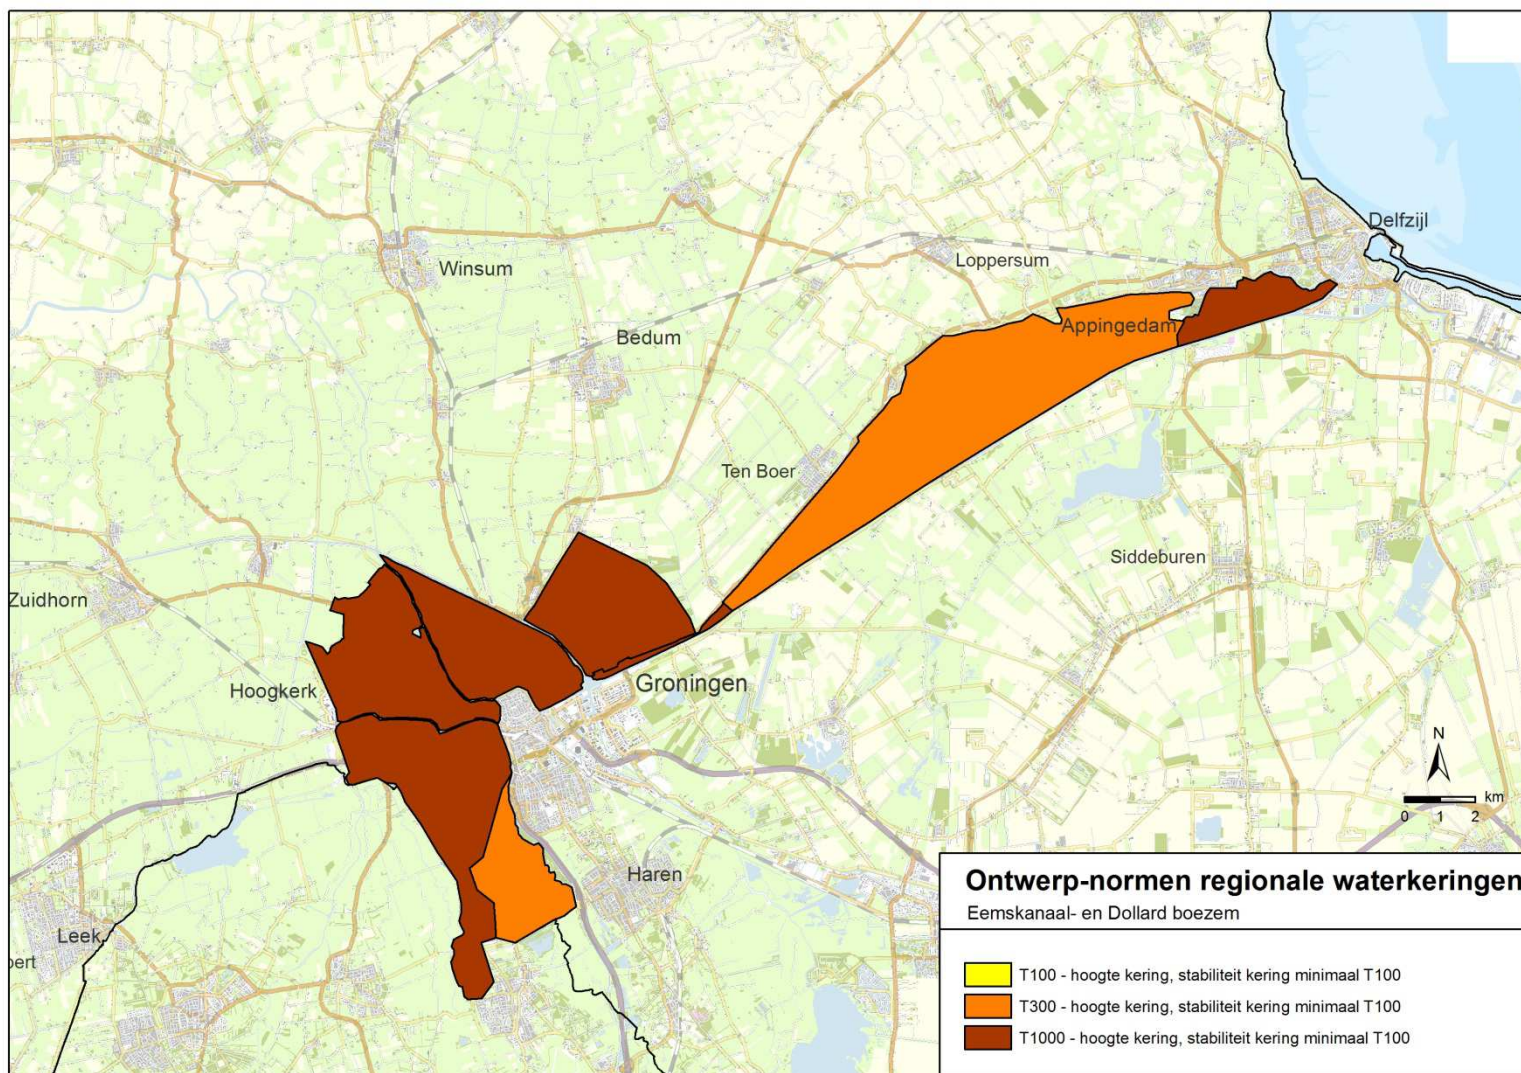 Delfzijl
Loppersum
Winsum
Appingedam
Bedum
Ten Boer
Siddeburen
Zuidhorn
Groningen
Hoogkerk
N
km
0 1 2
Haren
Leek
Ontwerp-normen regionale waterkeringen
Eemskanaal- en Dollard boezem
T100 - hoogte kering, stabiliteit kering minimaal T100
T300 - hoogte kering, stabiliteit kering minimaal T100
T1000 - hoogte kering, stabiliteit kering minimaal T100